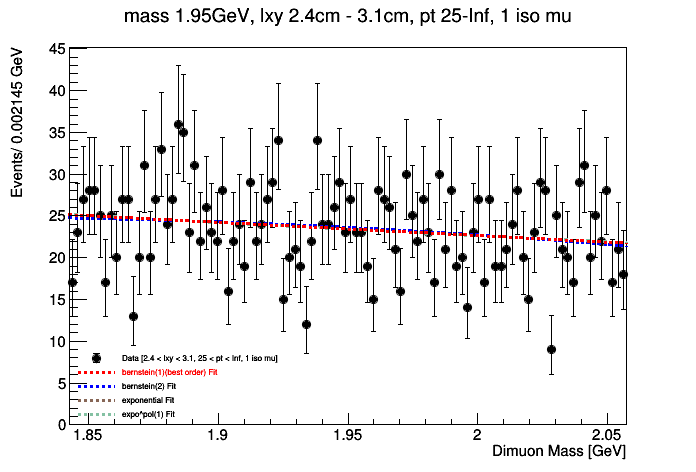 mass 1.95GeV, lxy 2.4cm - 3.1cm, pt 25-Inf, 1 iso mu
Events/ 0.002145 GeV
45
40
35
30
25
20
15
10
5
0
Data [2.4 < lxy < 3.1, 25 < pt < Inf, 1 iso mu]
bernstein(1)(best order) Fit
bernstein(2) Fit
exponential Fit
expo*pol(1) Fit
1.85 1.9 1.95 2 2.05
Dimuon Mass [GeV]